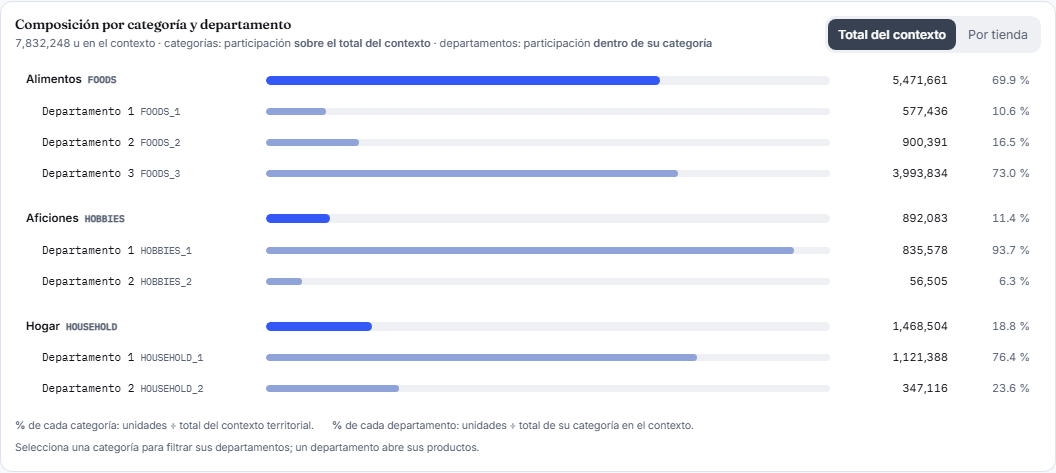 Composición por categoría y departamento
7,832,248 u en el contexto · categorías: participación sobre el total del contexto · departamentos: participación dentro de su categoría
Total del contexto Por tienda
Alimentos FOODS 5,471,661 69.9 %
Departamento 1 FOODS_1 577,436 10.6 %
Departamento 2 FOODS_2 900,391 16.5 %
Departamento 3 FOODS_3 3,993,834 73.0 %
Aficiones HOBBIES 892,083 11.4 %
Departamento 1 HOBBIES_1 835,578 93.7 %
Departamento 2 HOBBIES_2 56,505 6.3 %
Hogar HOUSEHOLD 1,468,504 18.8 %
Departamento 1 HOUSEHOLD_1 1,121,388 76.4 %
Departamento 2 HOUSEHOLD_2 347,116 23.6 %
% de cada categoría: unidades ÷ total del contexto territorial. % de cada departamento: unidades ÷ total de su categoría en el contexto.
Selecciona una categoría para filtrar sus departamentos; un departamento abre sus productos.